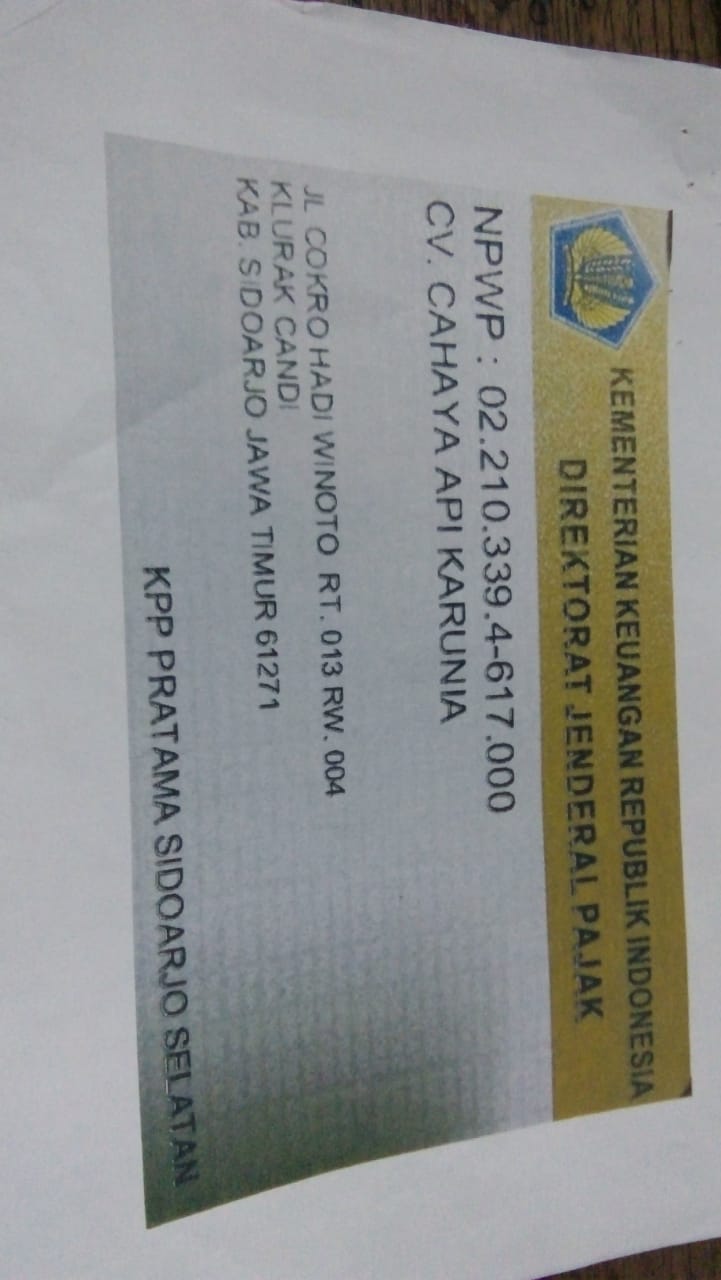 KEMENTERIAN KEUANGAN REPUBLIK INDONESIA
DIREKTORAT JENDERAL PAJAK
NPWP : 02.210.339.4-617.000
CV. CAHAYA API KARUNIA
JL COKRO HADI WINOTO RT. 013 RW. 004
KLURAK CANDI
KAB. SIDOARJO JAWA TIMUR 61271
KPP PRATAMA SIDOARJO SELATAN